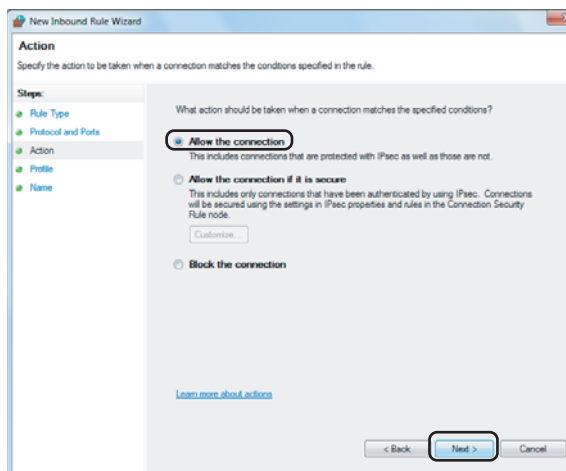 New Inbound Rule Wizard
Action
Specify the action to be taken when a connection matches the conditions specified in the rule.
Steps:
Rule Type
Protocol and Ports
Action
Profile
Name
What action should be taken when a connection matches the specified conditions?
Allow the connection
This includes connections that are protected with IPsec as well as those are not.
Allow the connection if it is secure
This includes only connections that have been authenticated by using IPsec. Connections
will be secured using the settings in IPsec properties and rules in the Connection Security
Rule node.
Customize...
Block the connection
Learn more about actions
< Back
Next >
Cancel